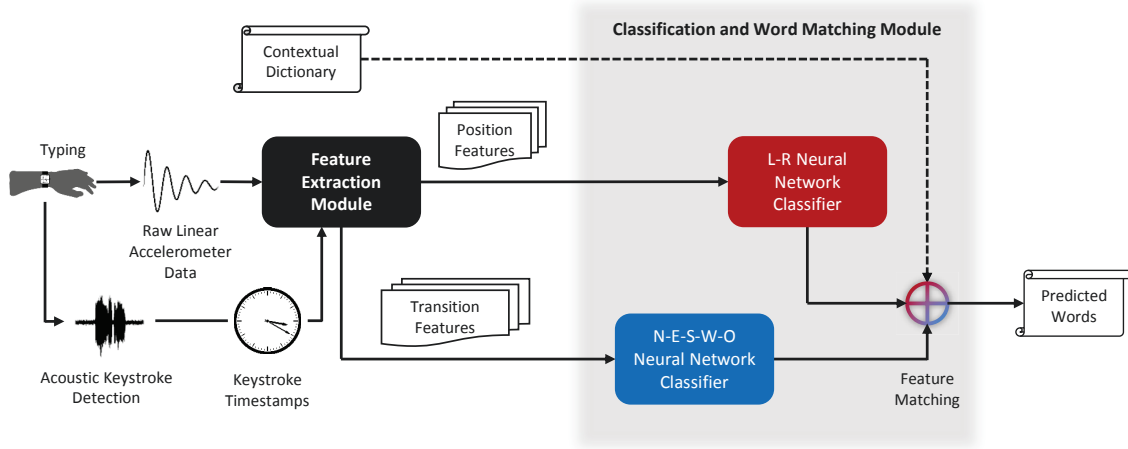 Classification and Word Matching Module
Contextual
Dictionary
Position
Features
Typing
Feature
Extraction
Module
L-R Neural
Network
Classifier
Raw Linear
Accelerometer
Data
Transition
Features
Predicted
Words
N-E-S-W-O
Neural Network
Classifier
Acoustic Keystroke
Detection
Keystroke
Timestamps
Feature
Matching